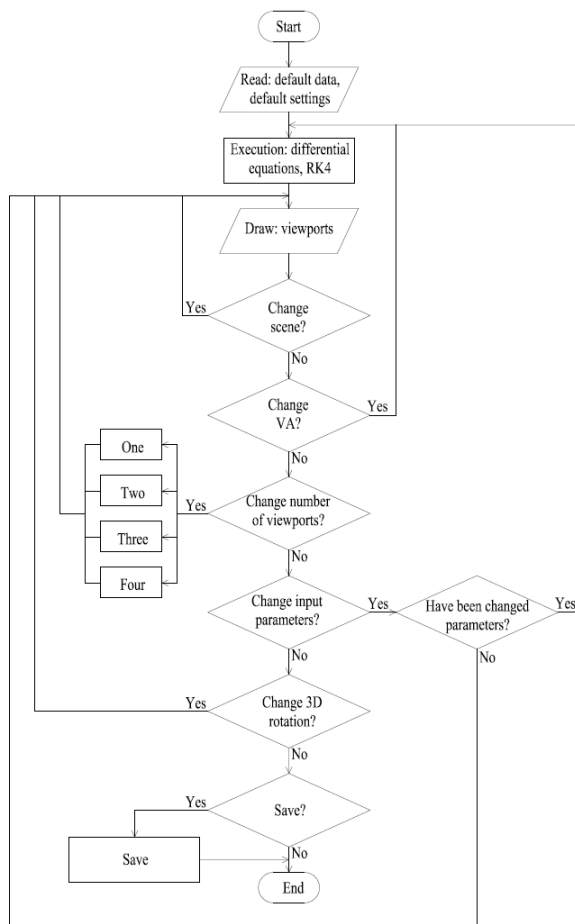 Start
Read: default data,
default settings
Execution: differential
equations, RK4
Draw: viewports
Yes
Change
scene?
No
Change
VA?
Yes
No
One
Two
Three
Four
Yes
Change number
of viewports?
No
Change input
parameters?
Yes
Have been changed
parameters?
Yes
No
No
Yes
Change 3D
rotation?
No
Yes
Save?
No
Save
End